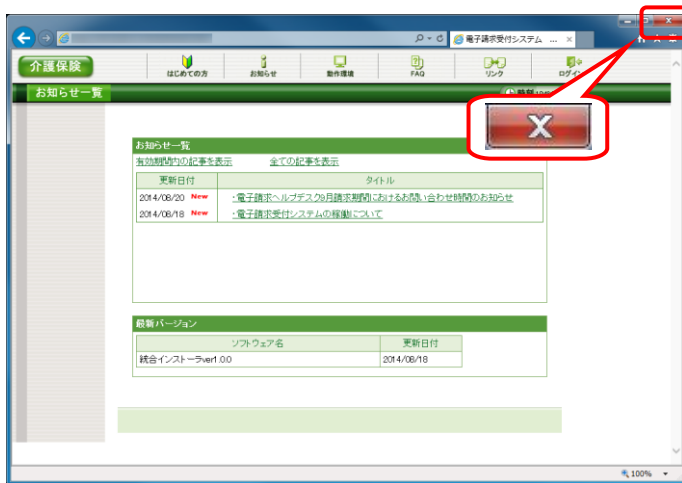 電子請求受付システム ... ×
介護保険
はじめての方
お知らせ
動作環境
FAQ
リンク
お知らせ一覧
X
お知らせ一覧
有効期間内の記事を表示 全ての記事を表示
更新日付 タイトル
2014/08/20 New ・電子請求ヘルプデスク9月請求期間におけるお問い合わせ時間のお知らせ
2014/08/18 New ・電子請求受付システムの稼動について
最新バージョン
ソフトウェア名 更新日付
統合インストーラver1.0.0 2014/08/18
100%